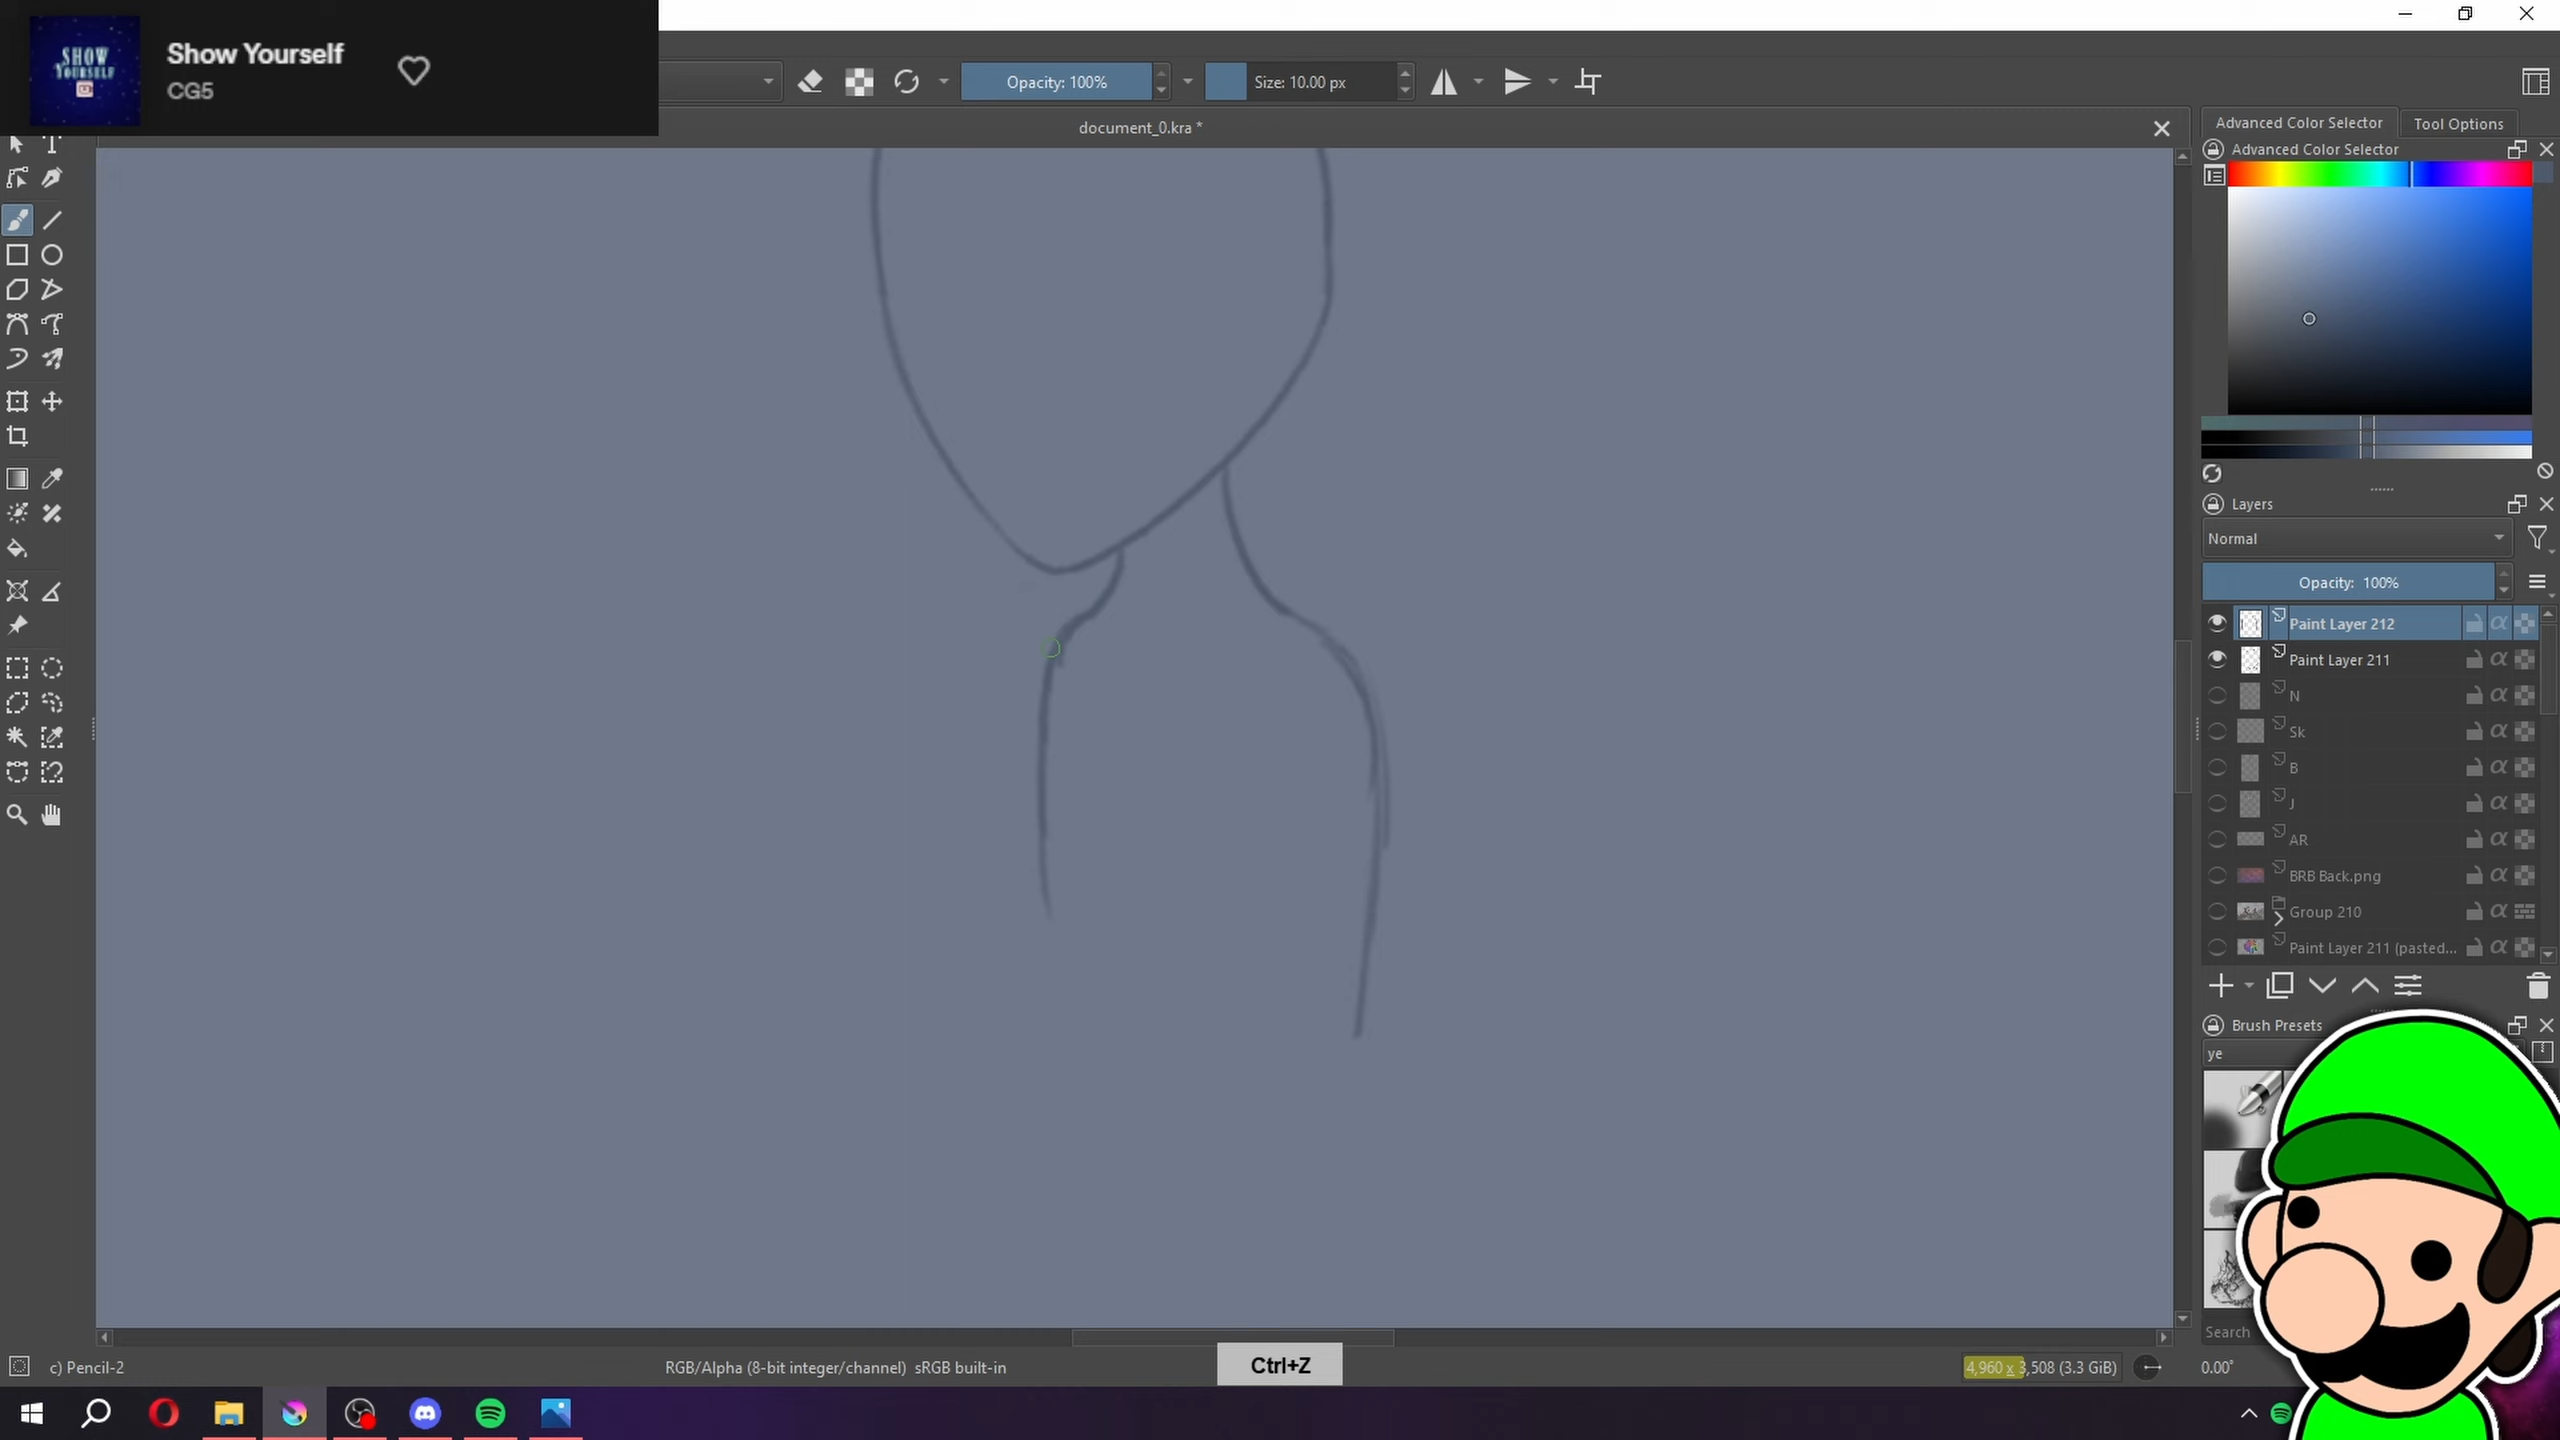 SHOW
YOURSELF
Show Yourself
CG5
Opacity: 100%
Size: 10.00 px
document_0.kra *
Advanced Color Selector
Tool Options
Advanced Color Selector
Layers
Normal
Opacity: 100%
Paint Layer 212
Paint Layer 211
N
Sk
B
J
AR
BRB Back.png
Group 210
Paint Layer 211 (pasted...
Brush Presets
ye
Search
c) Pencil-2
RGB/Alpha (8-bit integer/channel) sRGB built-in
Ctrl+Z
4,960 x 3,508 (3.3 GiB)
0.00°